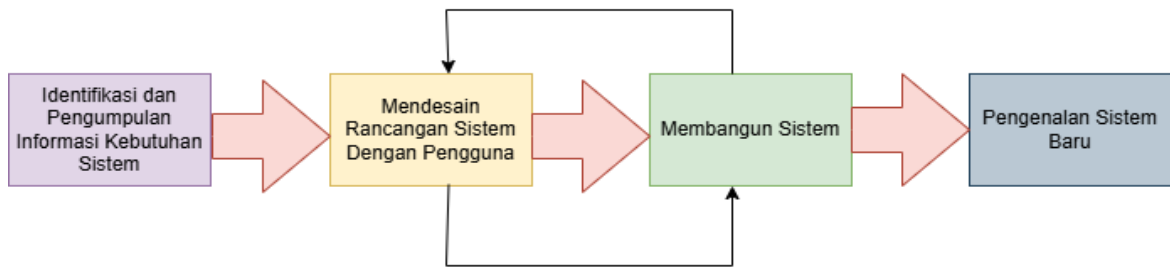 Identifikasi dan
Pengumpulan
Informasi Kebutuhan
Sistem
Mendesain
Rancangan Sistem
Dengan Pengguna
Membangun Sistem
Pengenalan Sistem
Baru